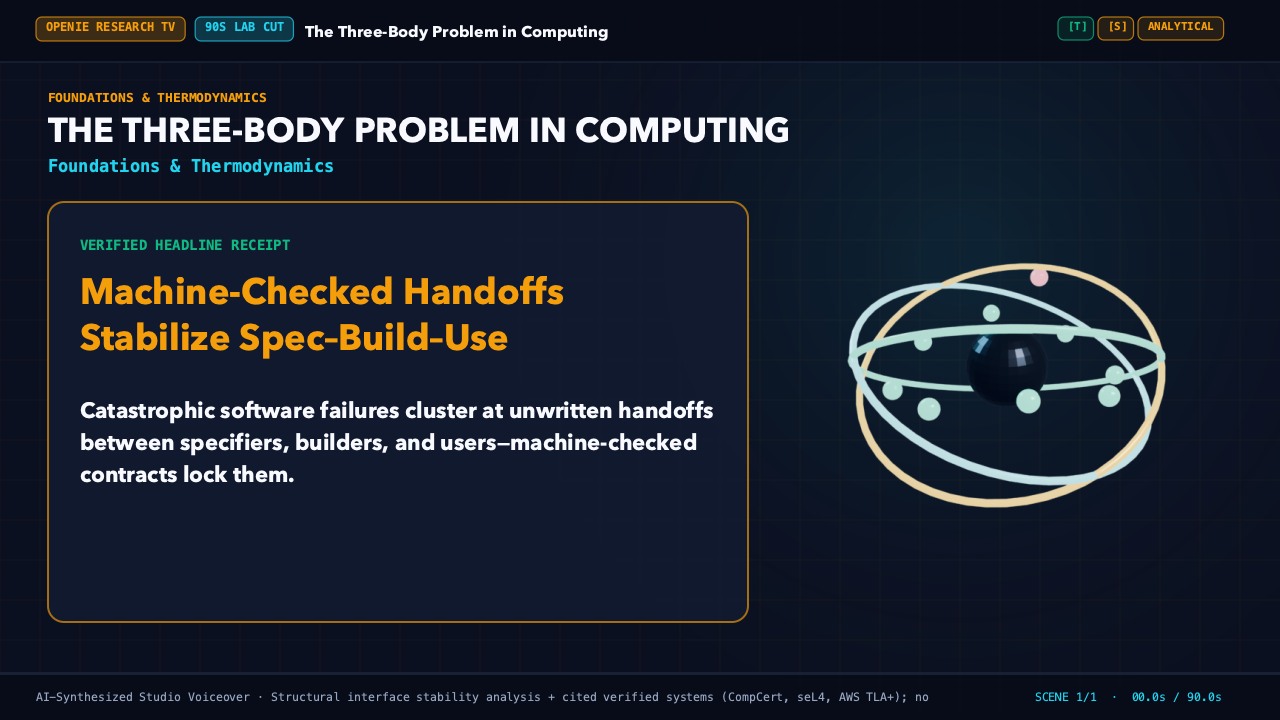 OPENIE RESEARCH TV
90S LAB CUT
The Three-Body Problem in Computing
[T]
[S]
ANALYTICAL
FOUNDATIONS & THERMODYNAMICS
THE THREE-BODY PROBLEM IN COMPUTING
Foundations & Thermodynamics
VERIFIED HEADLINE RECEIPT
Machine-Checked Handoffs
Stabilize Spec–Build–Use
Catastrophic software failures cluster at unwritten handoffs
between specifiers, builders, and users—machine-checked
contracts lock them.
AI-Synthesized Studio Voiceover · Structural interface stability analysis + cited verified systems (CompCert, seL4, AWS TLA+); no
SCENE 1/1 · 00.0s / 90.0s